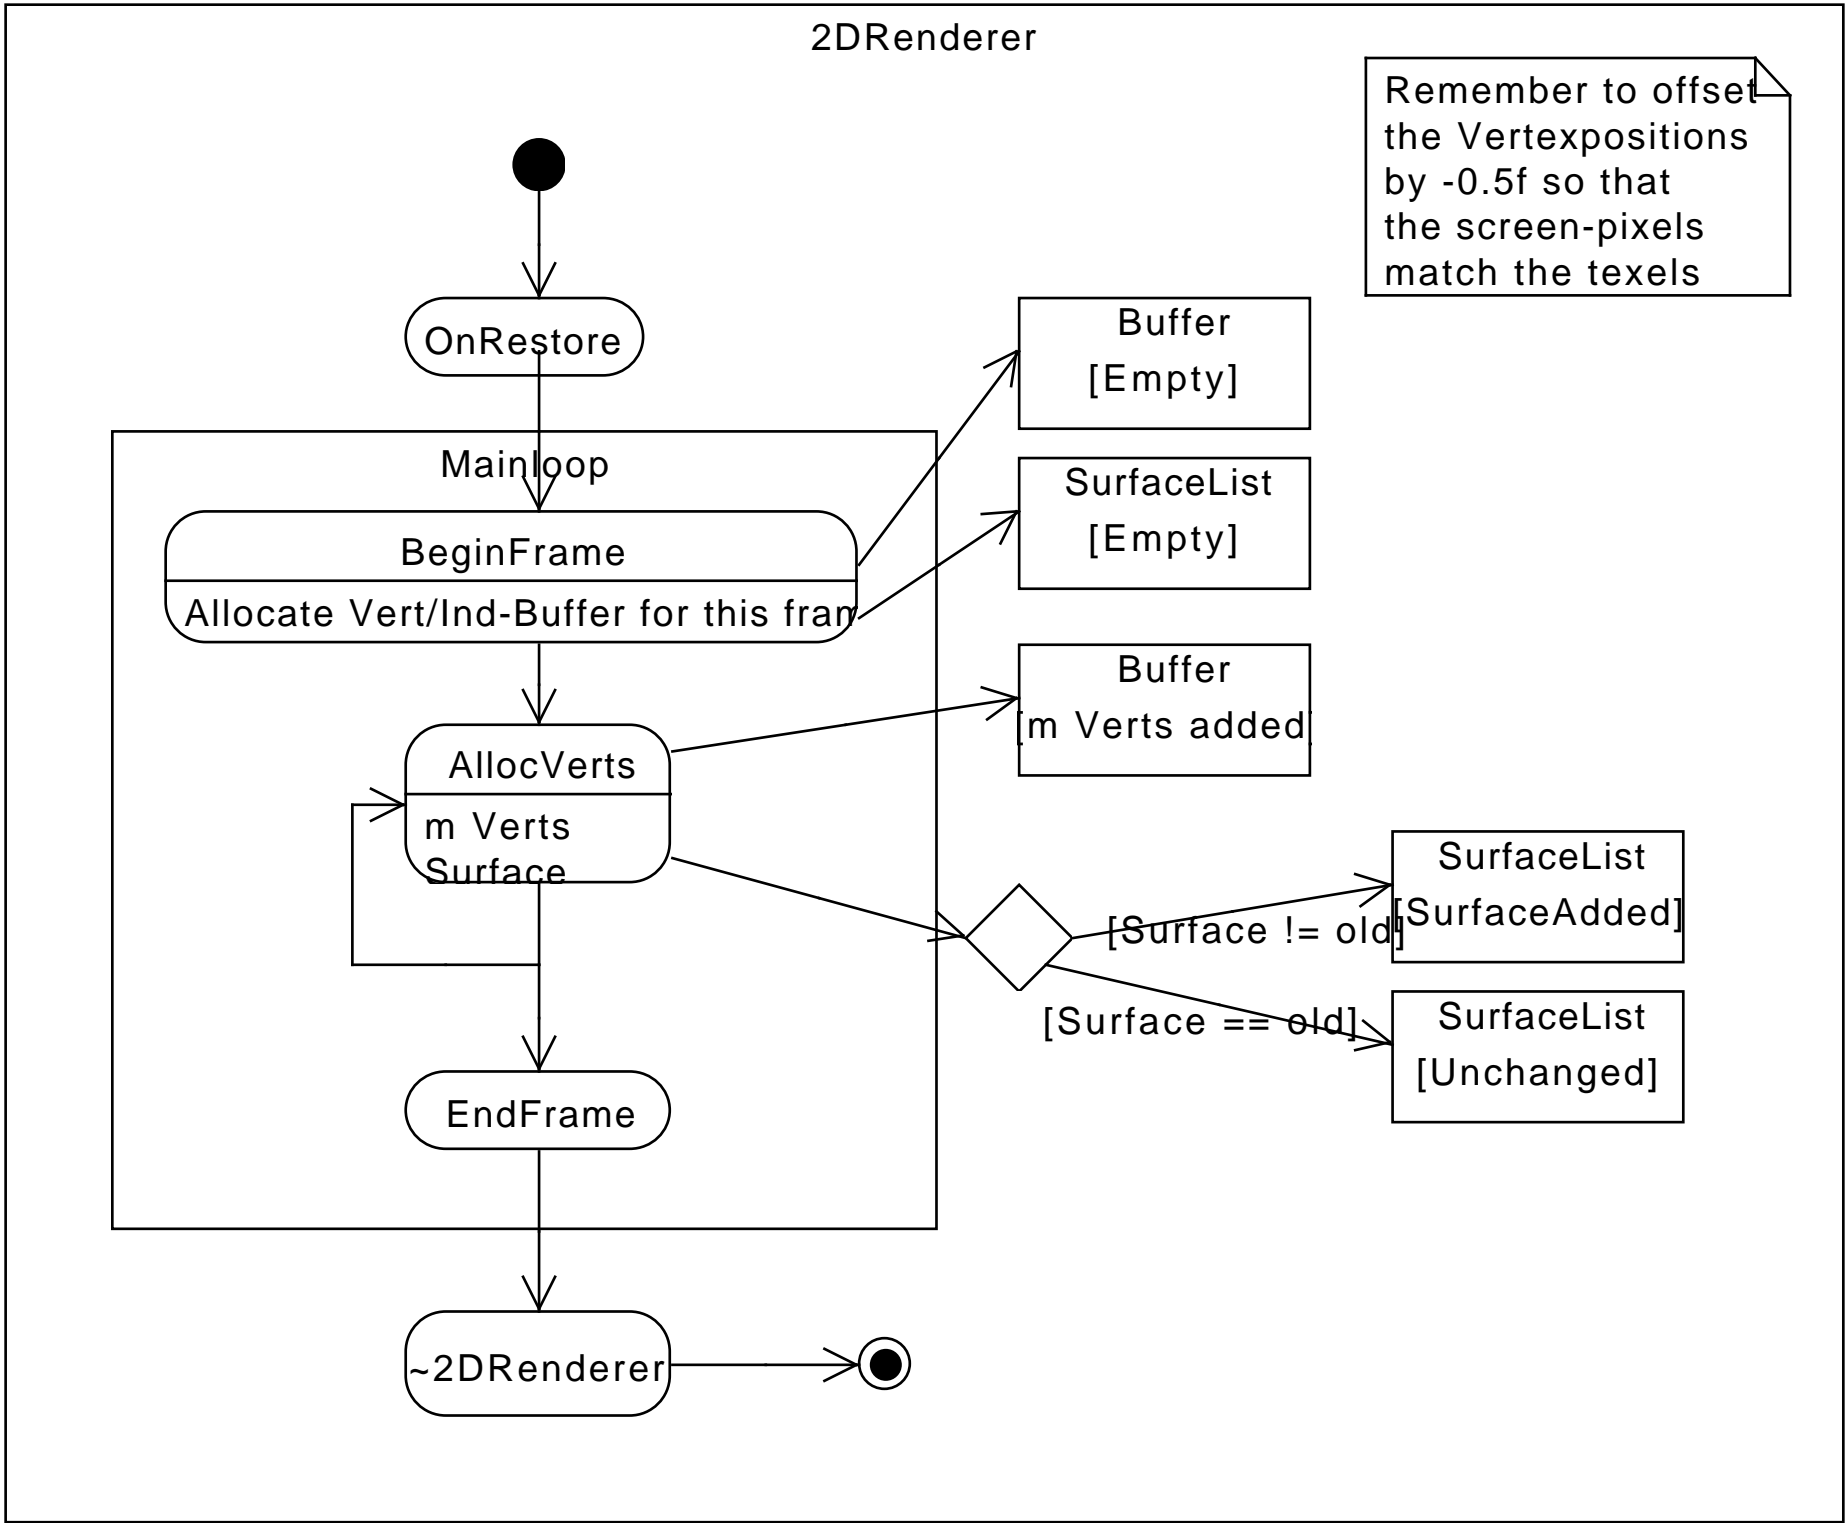 2DRenderer
Remember to offset
the Vertexpositions
by -0.5f so that
the screen-pixels
match the texels
OnRestore
Buffer
[Empty]
Mainloop
SurfaceList
[Empty]
BeginFrame
Allocate Vert/Ind-Buffer for this fram
Buffer
[m Verts added]
AllocVerts
m Verts
Surface
SurfaceList
[SurfaceAdded]
[Surface != old]
[Surface == old]
SurfaceList
[Unchanged]
EndFrame
~2DRenderer